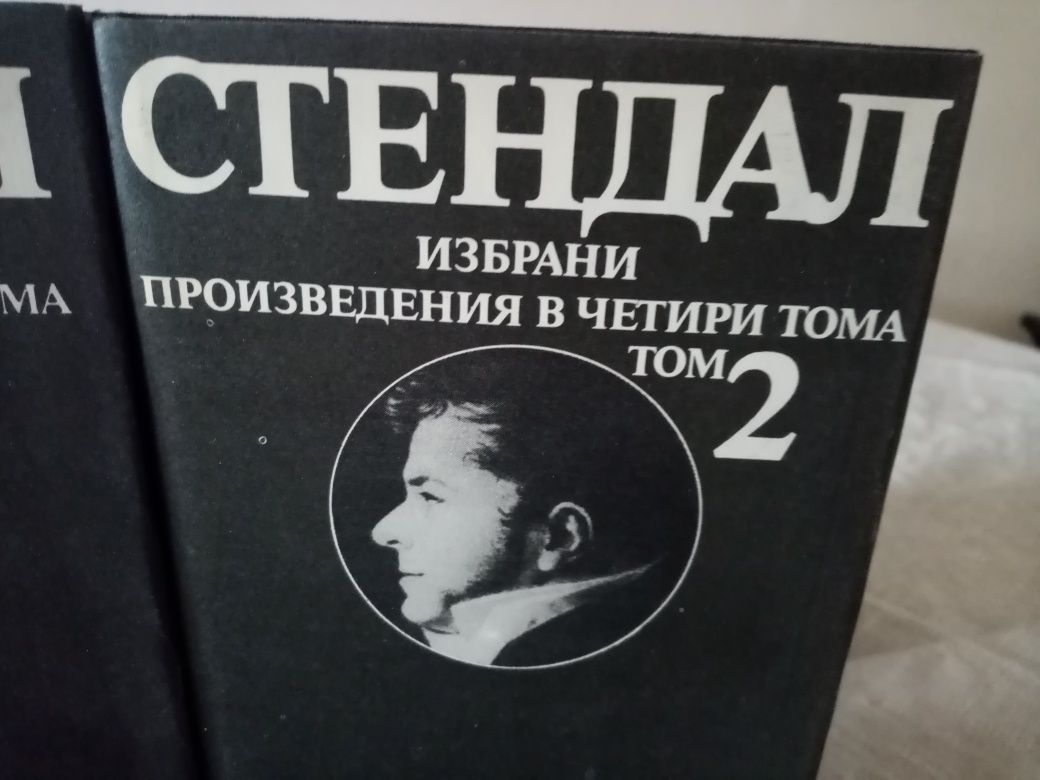 СТЕНДАЛ
ИЗБРАНИ
ПРОИЗВЕДЕНИЯ В ЧЕТИРИ ТОМА
ТОМ 2